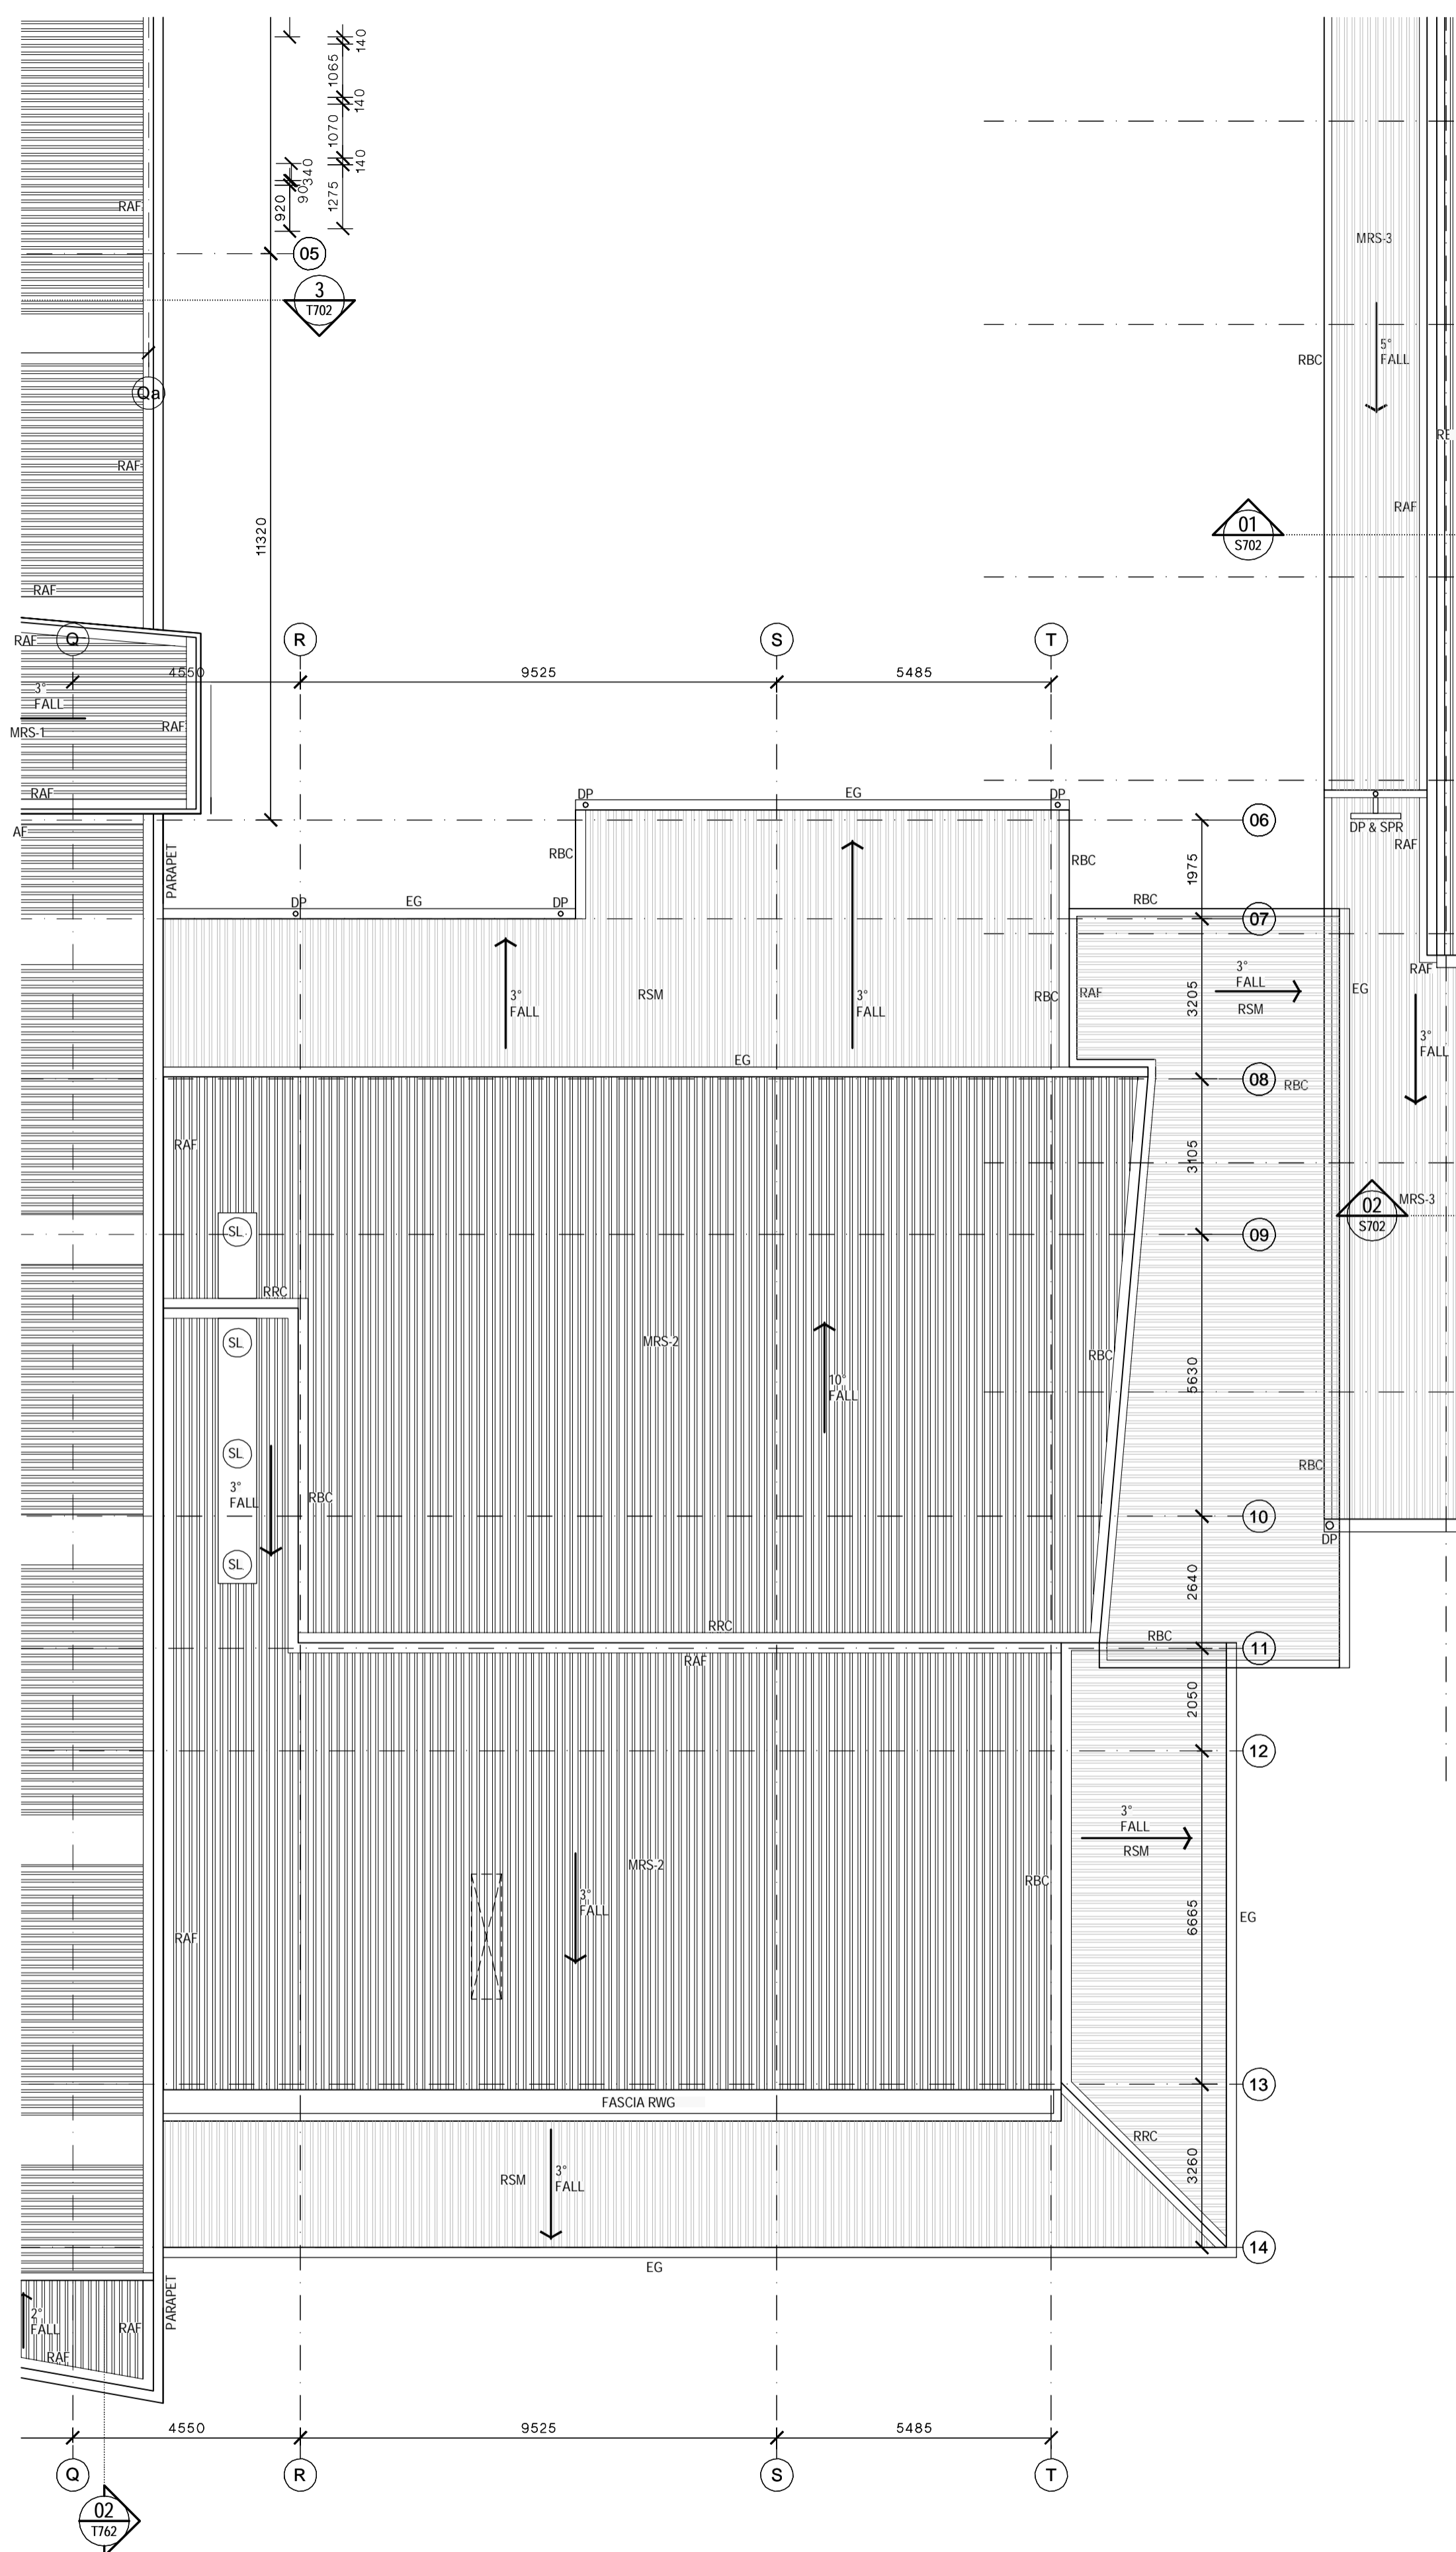 140
1065
140
1070
140
1275
340
90
920
RAF
05
3
T702
MRS-3
5°
FALL
RBC
Qa
RAF
RAF
01
S702
11320
RAF
RAF
Q
R
S
T
4550
9525
5485
3°
FALL
MRS-1
RAF
RAF
DP
EG
DP
06
DP & SPR
RAF
AF
PARAPET
RBC
RBC
1975
RBC
DP
EG
DP
07
3°
FALL
RSM
3°
FALL
RSM
3°
FALL
RBC
RAF
3205
EG
RAF
3°
FALL
EG
08
RBC
RAF
3105
SL
09
02
S702
MRS-3
RRC
SL
MRS-2
RBC
10°
FALL
5630
SL
3°
FALL
RBC
RBC
10
DP
SL
2640
RRC
RBC
11
RAF
2050
12
3°
FALL
RSM
MRS-2
RBC
3°
FALL
6665
EG
RAF
13
FASCIA RWG
RRC
RSM
3°
FALL
3260
14
EG
PARAPET
2°
FALL
RAF
RAF
4550
9525
5485
Q
R
S
T
02
T762